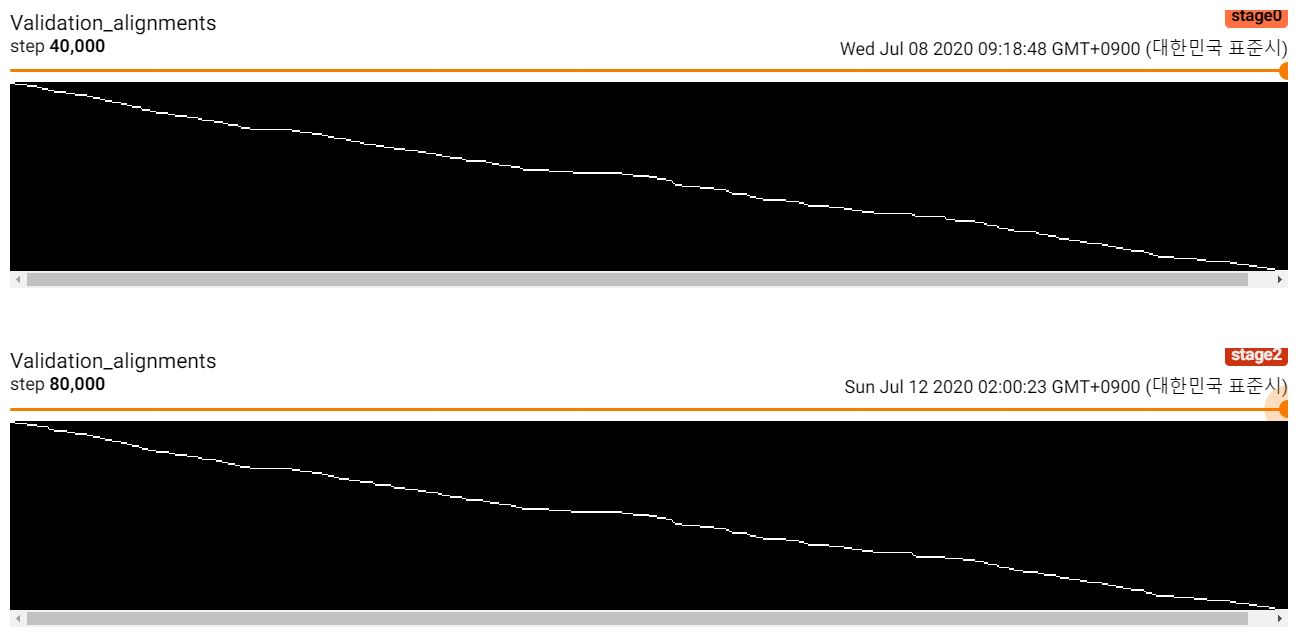 Validation_alignments
stage0
step 40,000
Wed Jul 08 2020 09:18:48 GMT+0900 (대한민국 표준시)
Validation_alignments
stage2
step 80,000
Sun Jul 12 2020 02:00:23 GMT+0900 (대한민국 표준시)